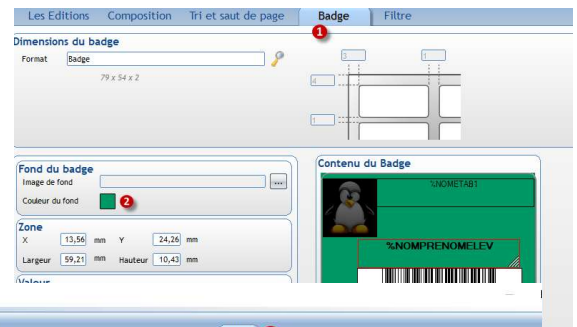 Les Editions Composition Tri et saut de page Badge Filtre
1
Dimensions du badge
Format Badge
79 x 54 x 2
3 1
4
1
Fond du badge
Image de fond ...
Couleur du fond 2
Zone
X 13,56 mm Y 24,26 mm
Largeur 59,21 mm Hauteur 10,43 mm
Valeur
Contenu du Badge
%NOMETAB1
%NOMPRENOMELEV